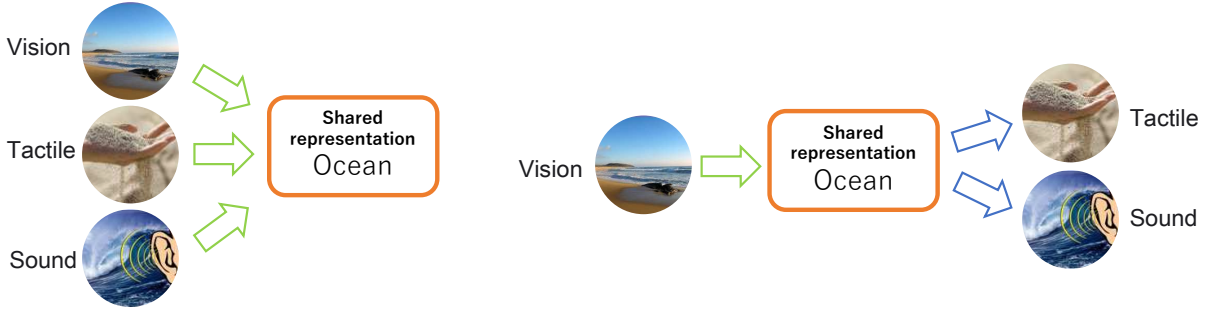 Vision
Tactile
Sound
Shared
representation
Ocean
Vision
Shared
representation
Ocean
Tactile
Sound